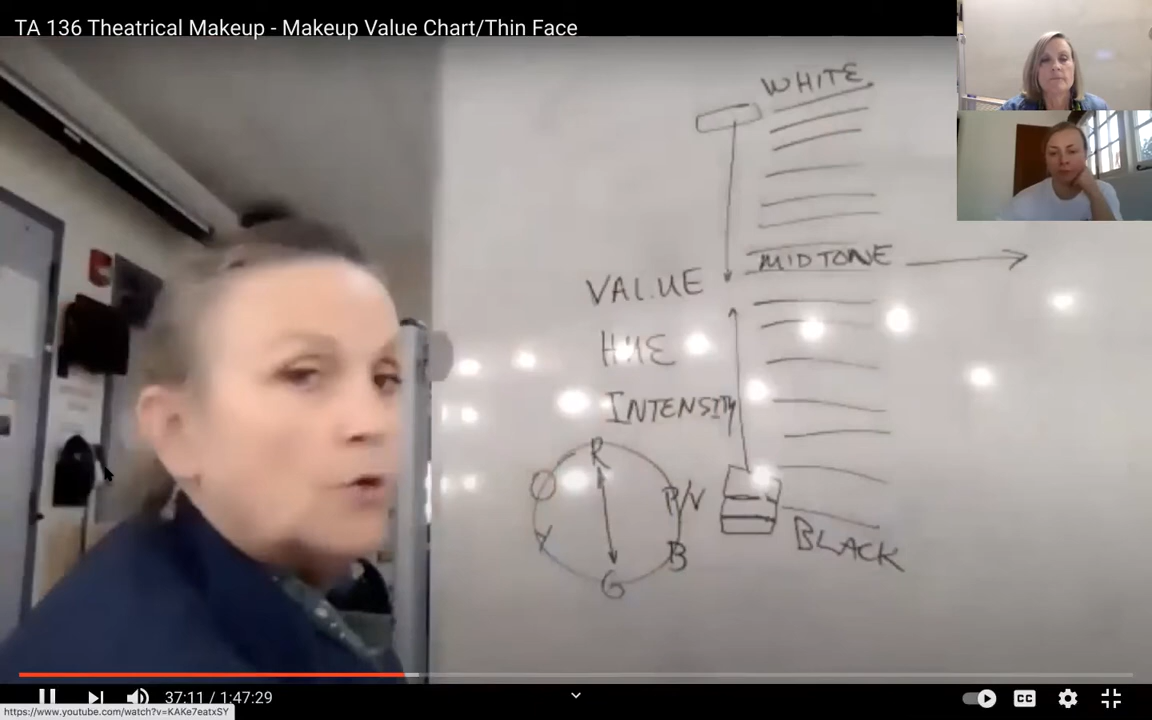 TA 136 Theatrical Makeup - Makeup Value Chart/Thin Face
WHITE
MIDTONE
VALUE
HUE
INTENSITY
R
O
P/V
Y
B
G
BLACK
37:11 / 1:47:29
CC
https://www.youtube.com/watch?v=KAKe7eatxSY